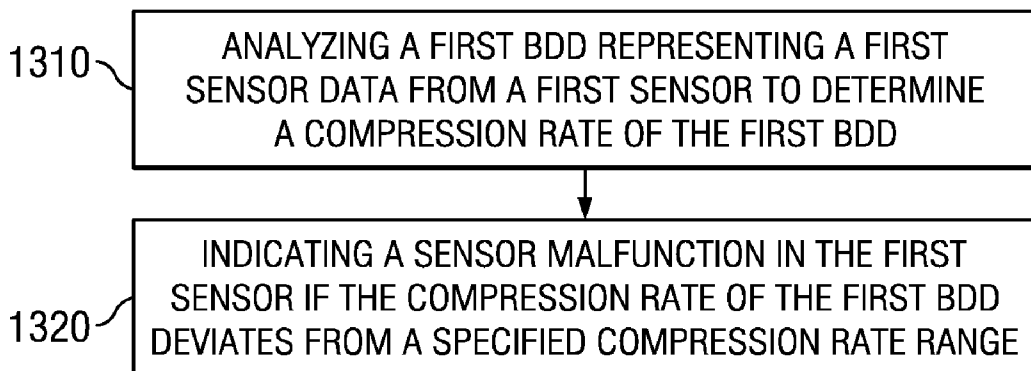 1310
ANALYZING A FIRST BDD REPRESENTING A FIRST
SENSOR DATA FROM A FIRST SENSOR TO DETERMINE
A COMPRESSION RATE OF THE FIRST BDD
1320
INDICATING A SENSOR MALFUNCTION IN THE FIRST
SENSOR IF THE COMPRESSION RATE OF THE FIRST BDD
DEVIATES FROM A SPECIFIED COMPRESSION RATE RANGE